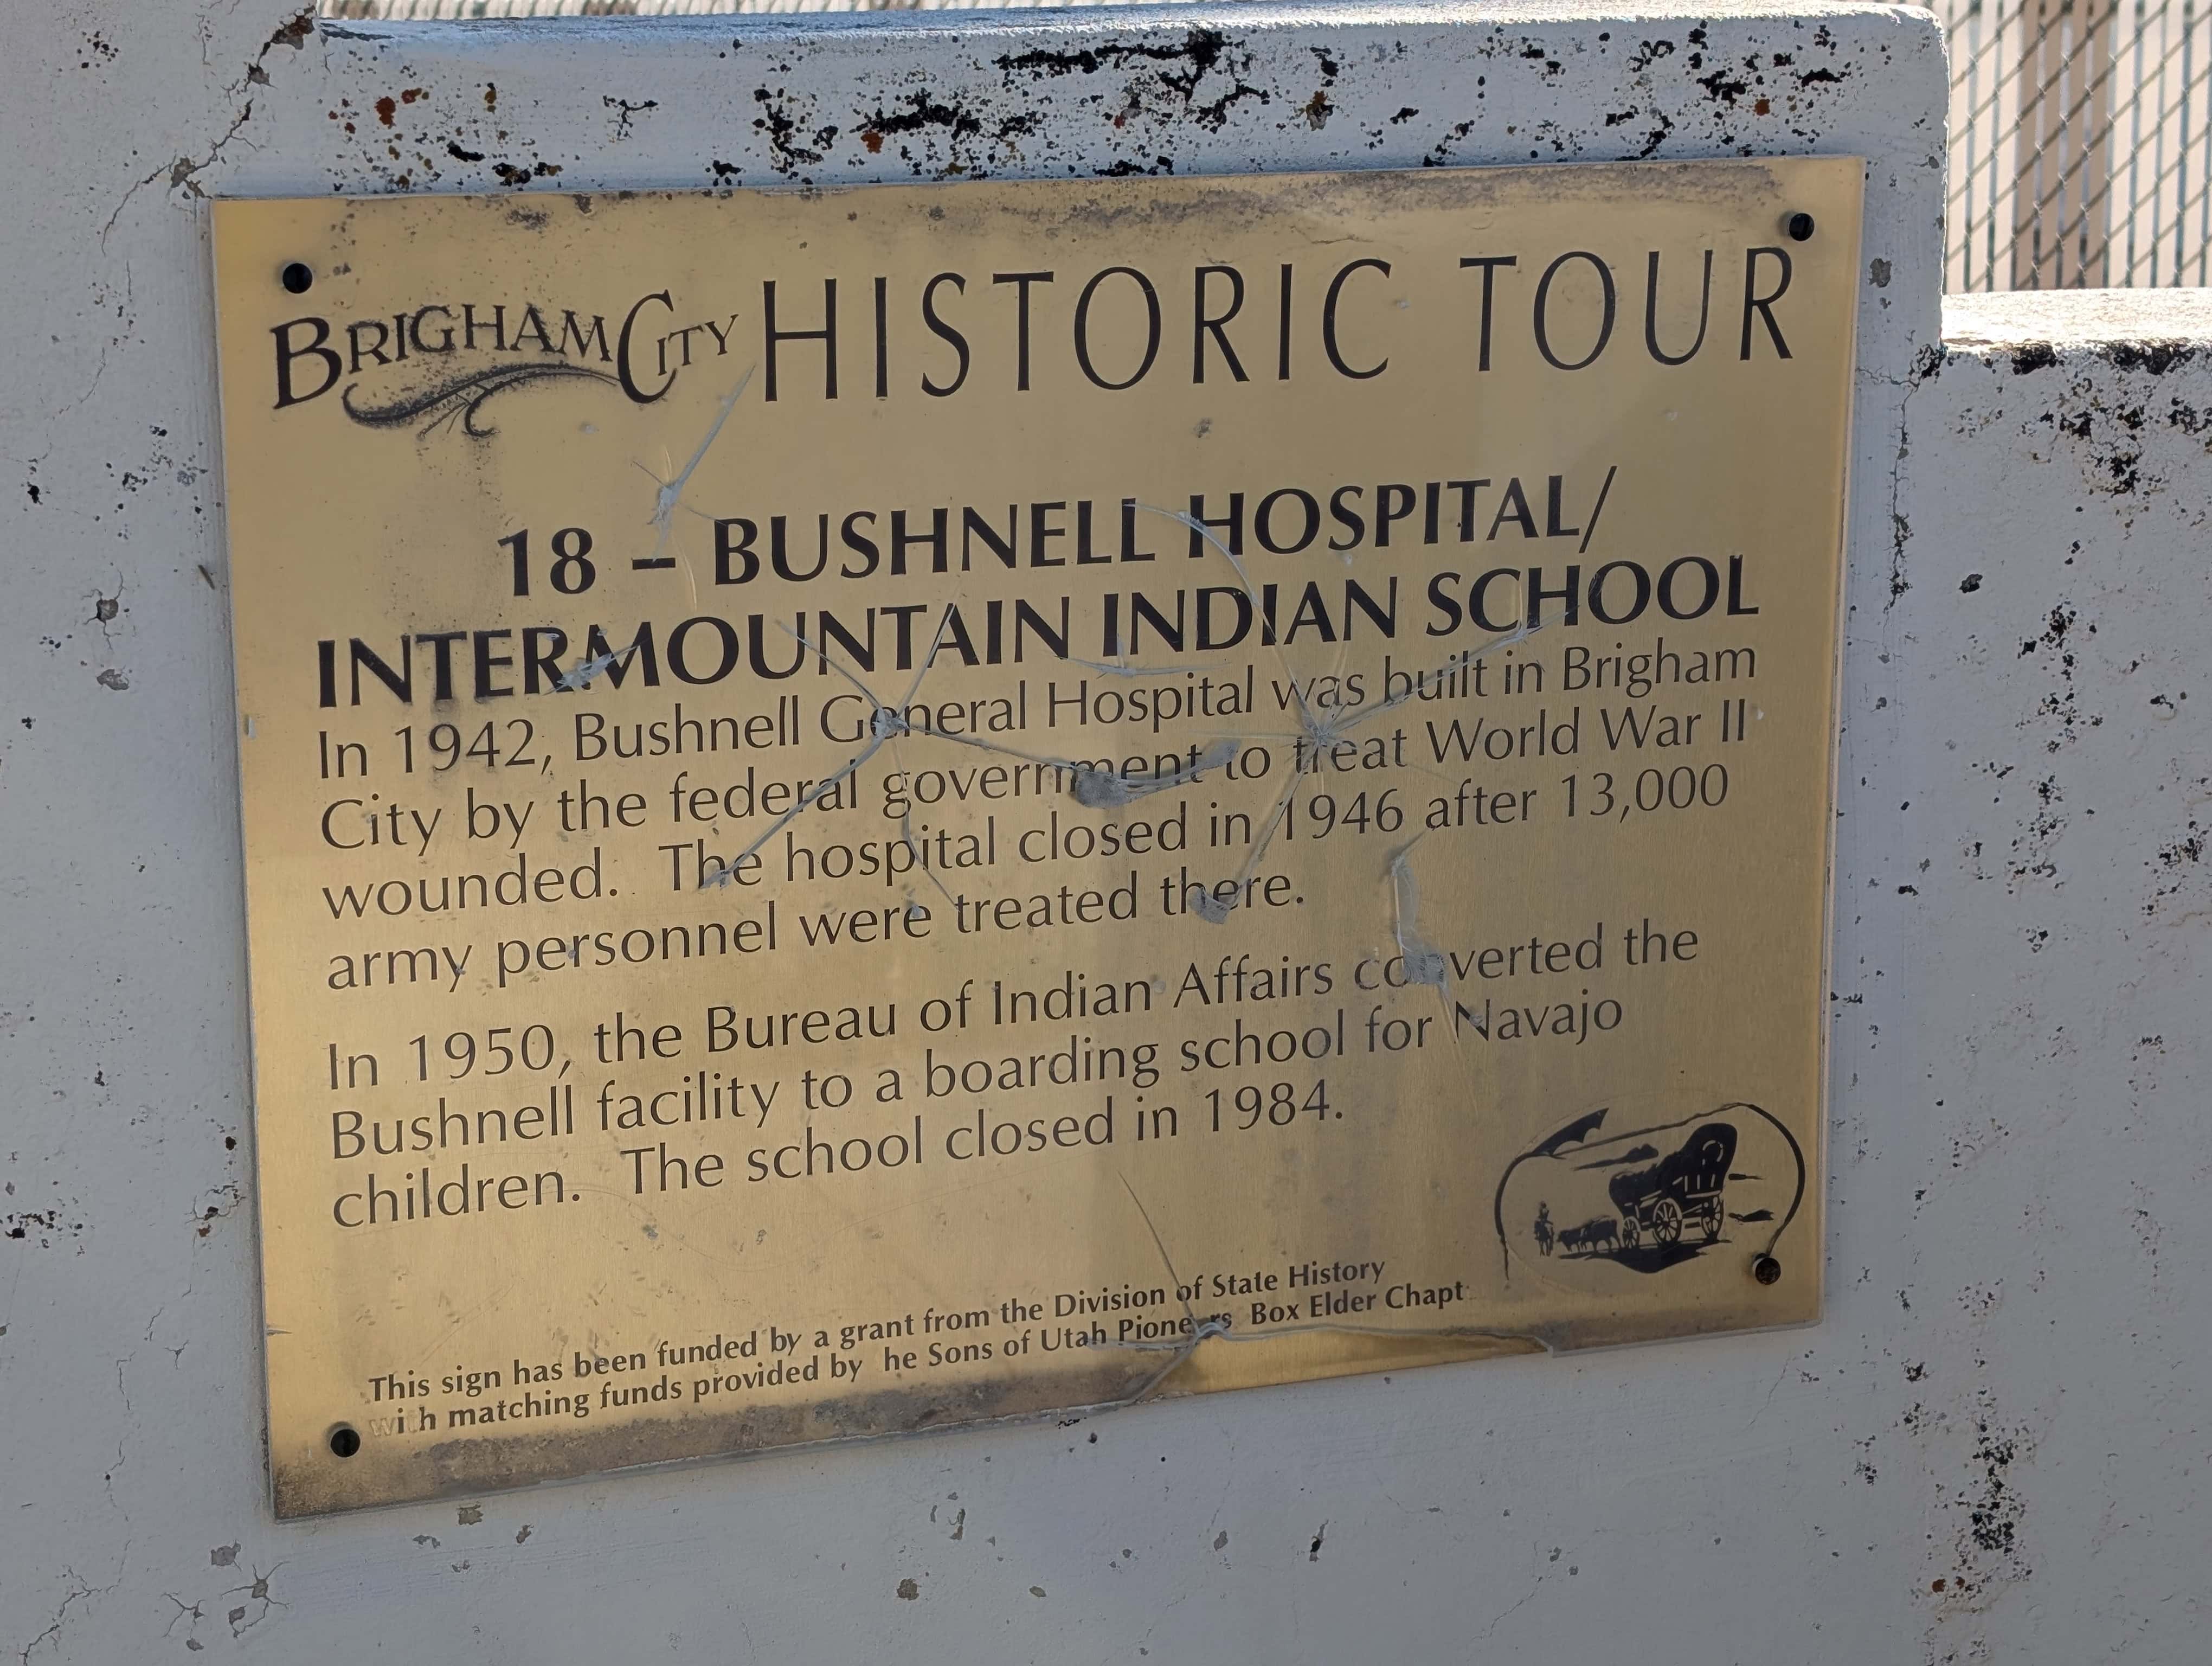 BRIGHAM CITY HISTORIC TOUR
18 – BUSHNELL HOSPITAL/
INTERMOUNTAIN INDIAN SCHOOL
In 1942, Bushnell General Hospital was built in Brigham
City by the federal government to treat World War II
wounded. The hospital closed in 1946 after 13,000
army personnel were treated there.
In 1950, the Bureau of Indian Affairs converted the
Bushnell facility to a boarding school for Navajo
children. The school closed in 1984.
This sign has been funded by a grant from the Division of State History
with matching funds provided by he Sons of Utah Pioneers Box Elder Chapt